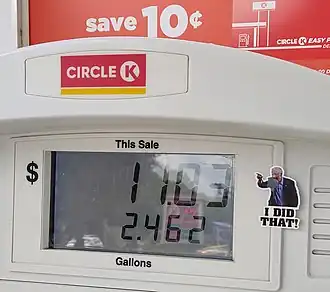 save 10¢
CIRCLE K EASY P
CIRCLE K
This Sale
$ 11.03
2.462
Gallons
I DID
THAT!